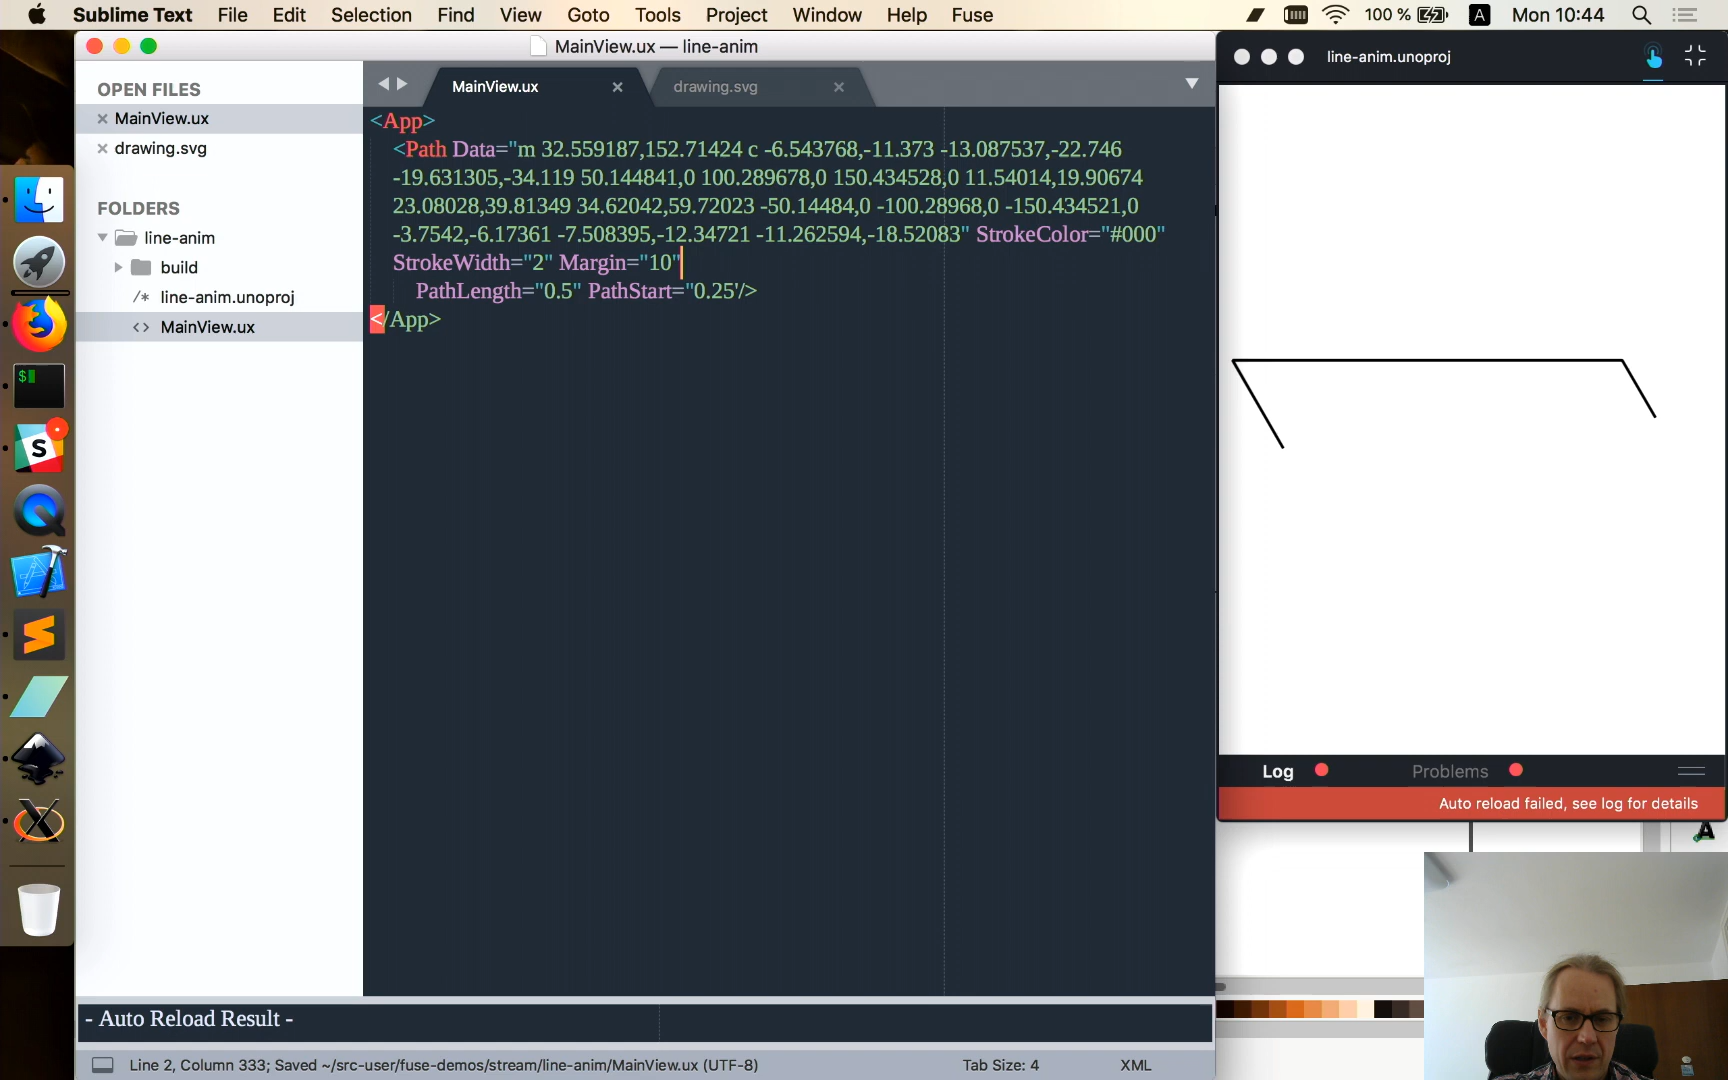 Sublime Text File Edit Selection Find View Goto Tools Project Window Help Fuse
100 % A Mon 10:44
MainView.ux — line-anim
line-anim.unoproj
OPEN FILES
MainView.ux
drawing.svg
FOLDERS
line-anim
build
/* line-anim.unoproj
<> MainView.ux
MainView.ux drawing.svg
<App>
<Path Data="m 32.559187,152.71424 c -6.543768,-11.373 -13.087537,-22.746
-19.631305,-34.119 50.144841,0 100.289678,0 150.434528,0 11.54014,19.90674
23.08028,39.81349 34.62042,59.72023 -50.14484,0 -100.28968,0 -150.434521,0
-3.7542,-6.17361 -7.508395,-12.34721 -11.262594,-18.52083" StrokeColor="#000"
StrokeWidth="2" Margin="10"
PathLength="0.5" PathStart="0.25'/>
</App>
$
S
Log Problems
Auto reload failed, see log for details
A
- Auto Reload Result -
Line 2, Column 333; Saved ~/src-user/fuse-demos/stream/line-anim/MainView.ux (UTF-8) Tab Size: 4 XML